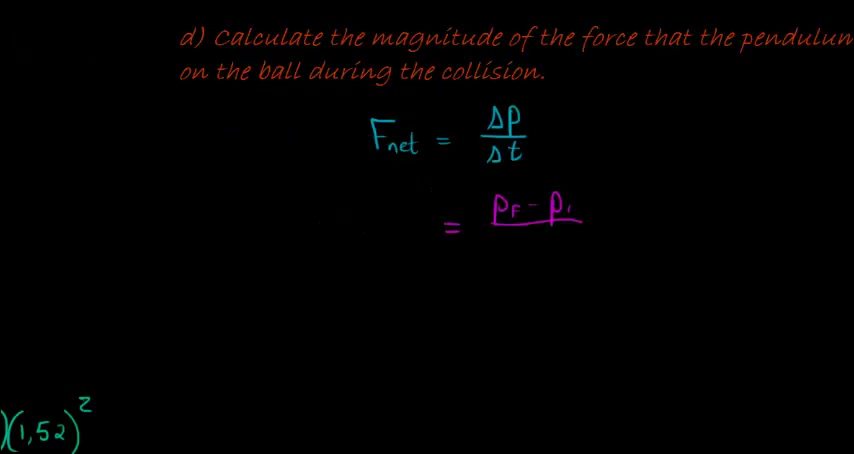 d) Calculate the magnitude of the force that the pendulum
on the ball during the collision.
Fnet = Δp
Δt
= pF - pi
)(1,52)²